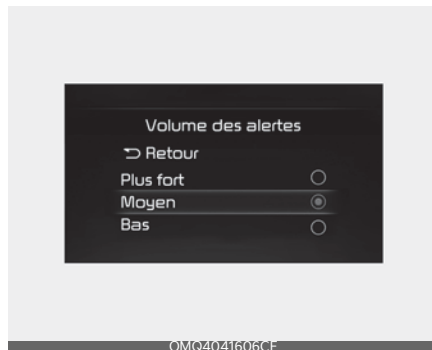 Volume des alertes
Retour
Plus fort
Moyen
Bas
OMQ4041606CF